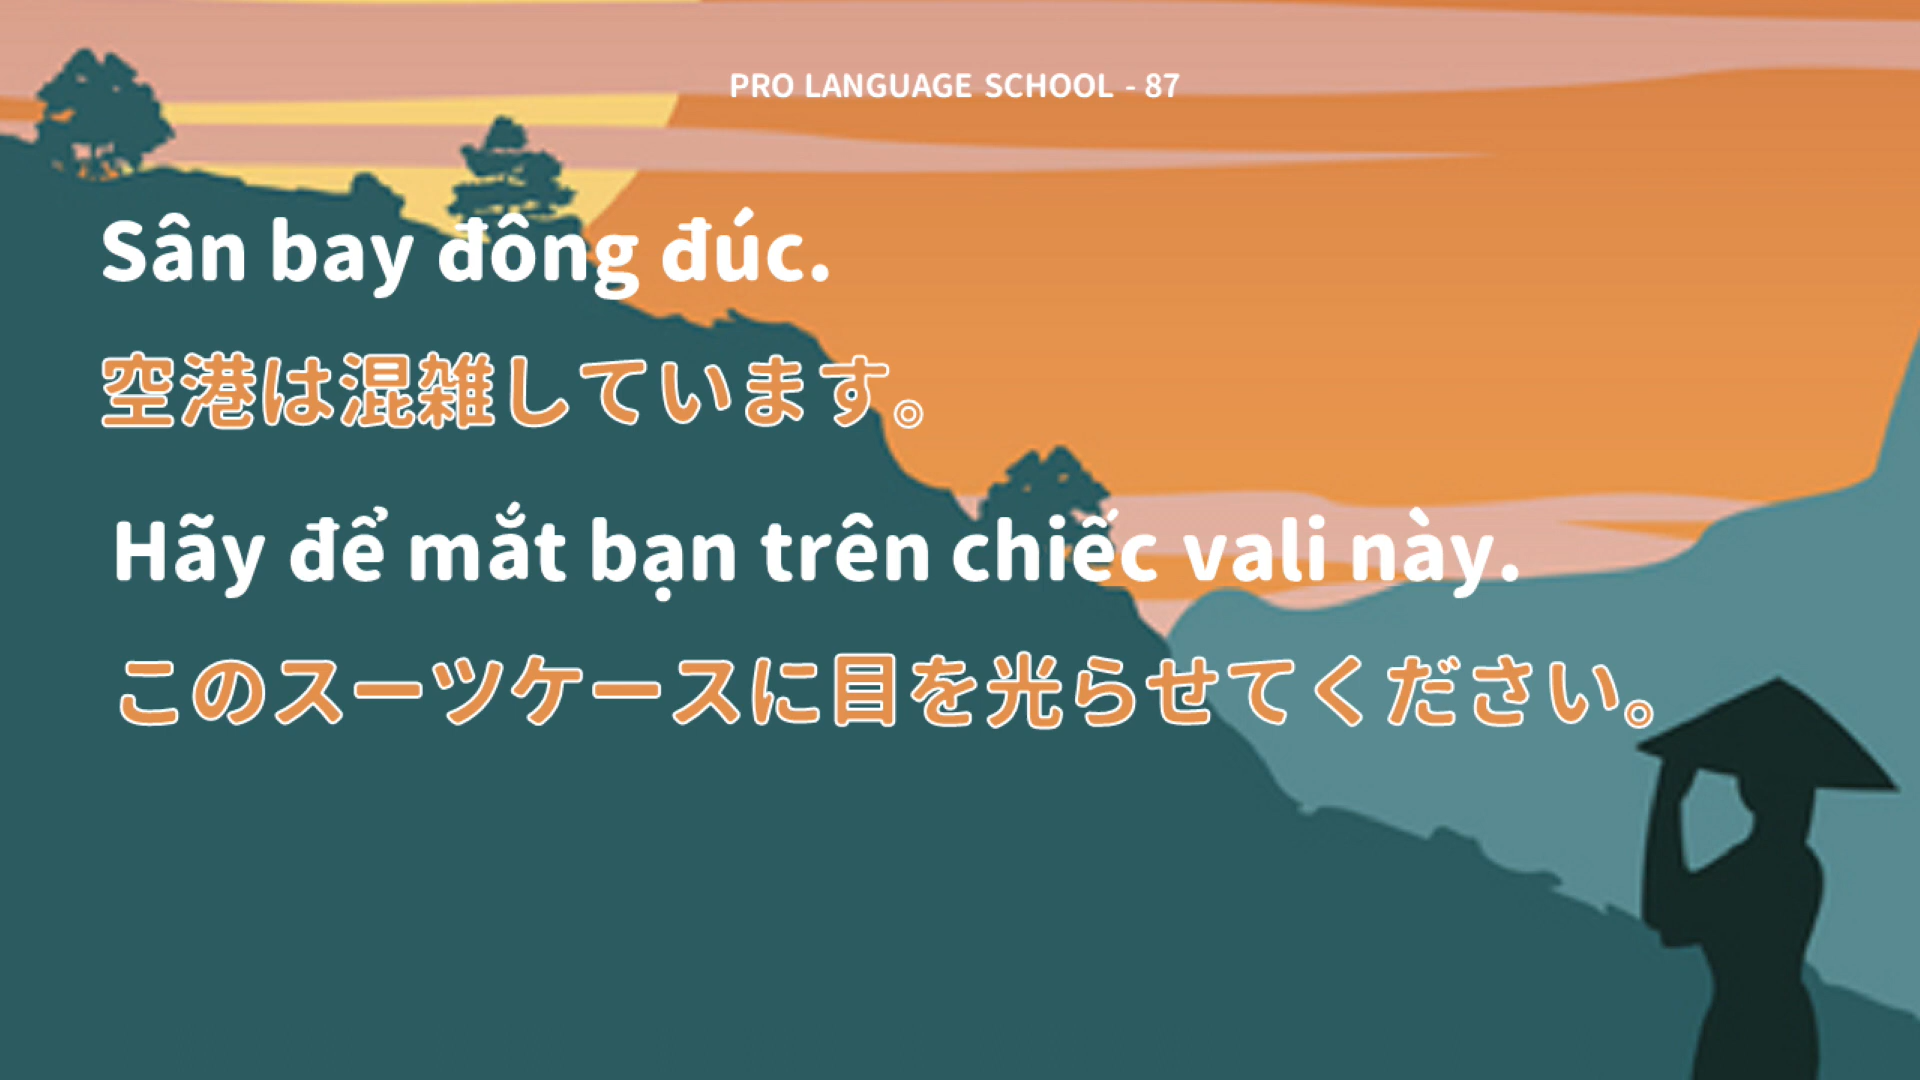 PRO LANGUAGE SCHOOL - 87
Sân bay đông đúc.
空港は混雑しています。
Hãy để mắt bạn trên chiếc vali này.
このスーツケースに目を光らせてください。